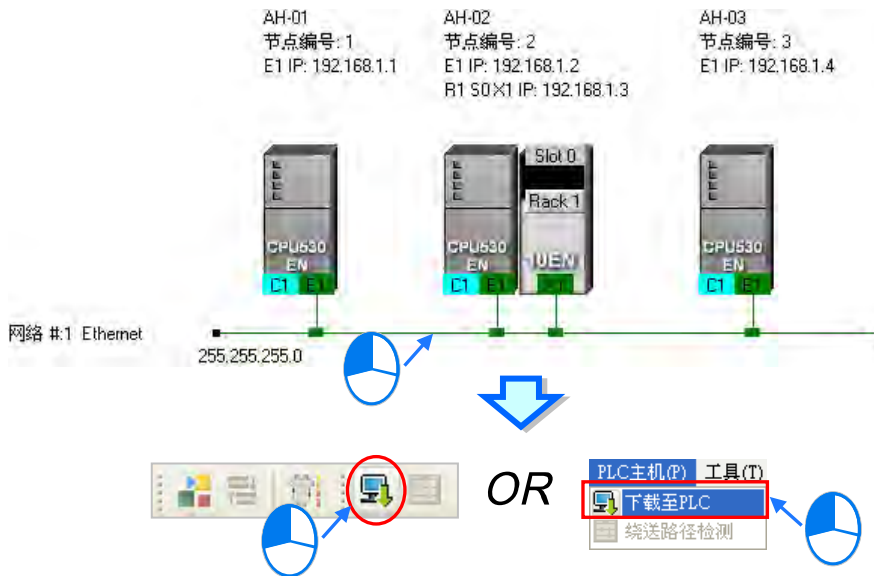 AH-01
节点编号: 1
E1 IP: 192.168.1.1
AH-02
节点编号: 2
E1 IP: 192.168.1.2
R1 S0 X1 IP: 192.168.1.3
AH-03
节点编号: 3
E1 IP: 192.168.1.4
CPU530
EN
C1 E1
CPU530
EN
C1 E1
Slot 0
Rack 1
CPU530
EN
C1 E1
网络 #:1 Ethernet
255.255.255.0
OR
PLC主机(P) 工具(T)
下载至PLC
绕送路径检测